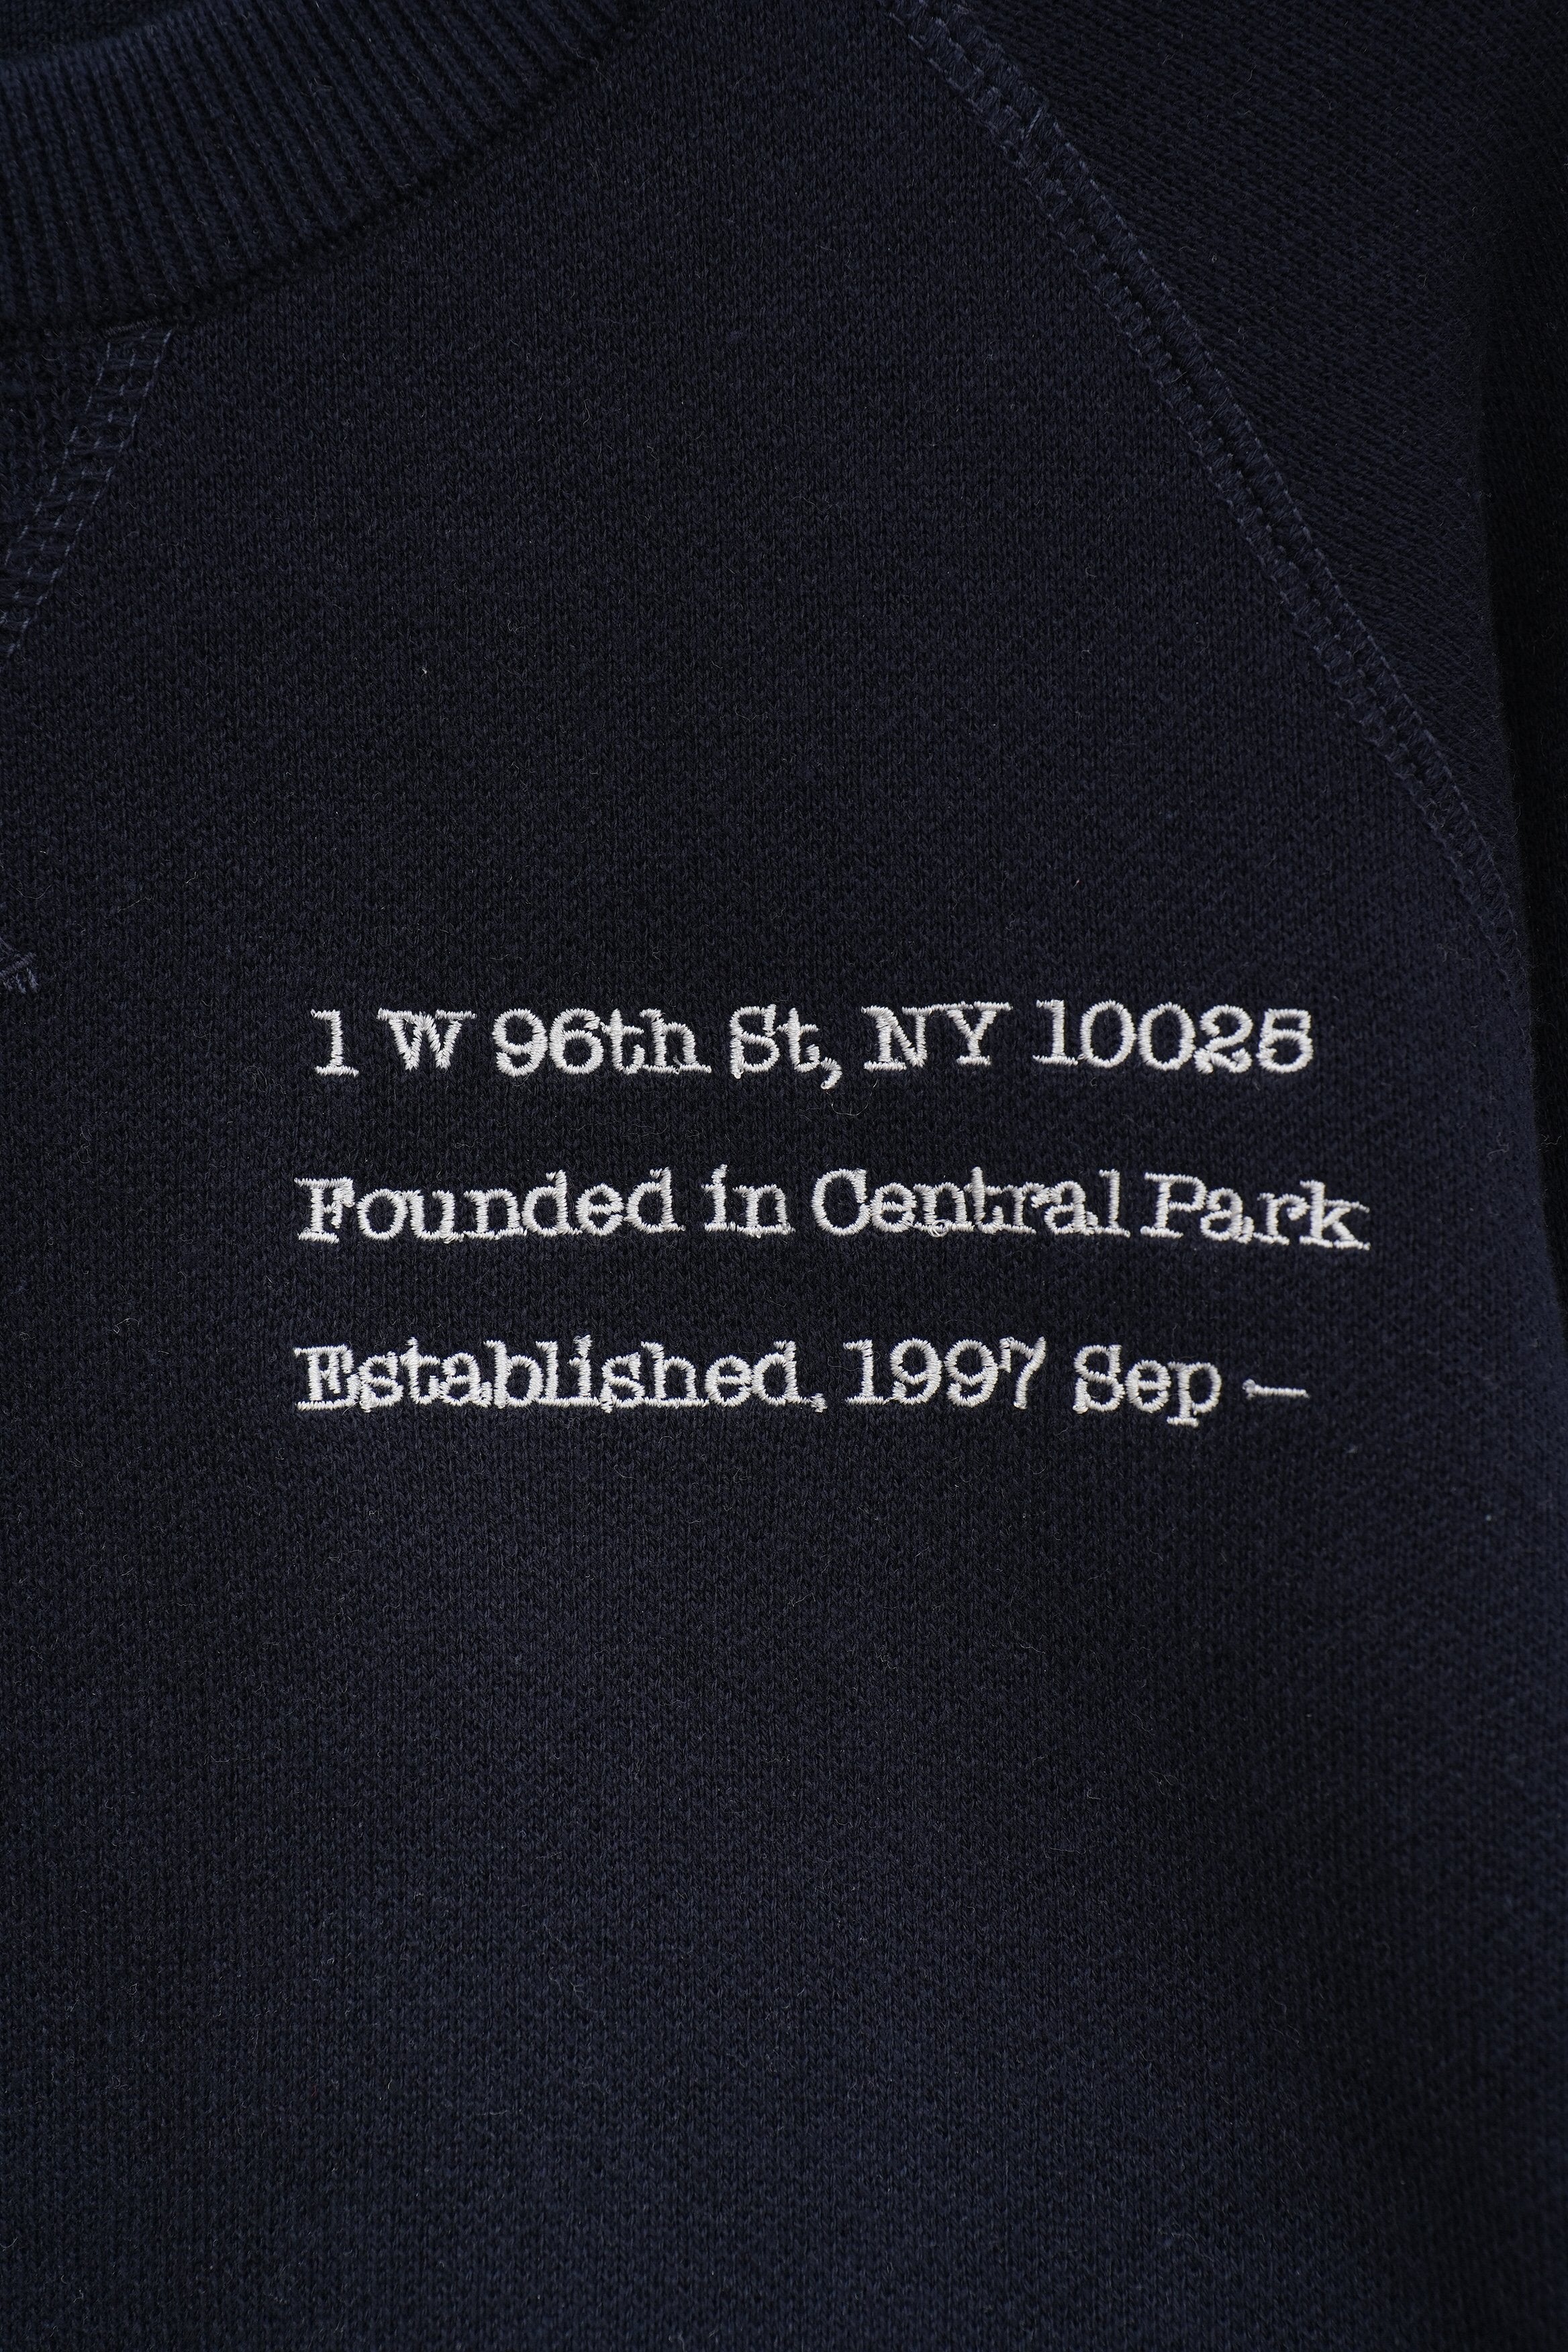 1 W 96th St, NY 10025
Founded in Central Park
Established, 1997 Sep –